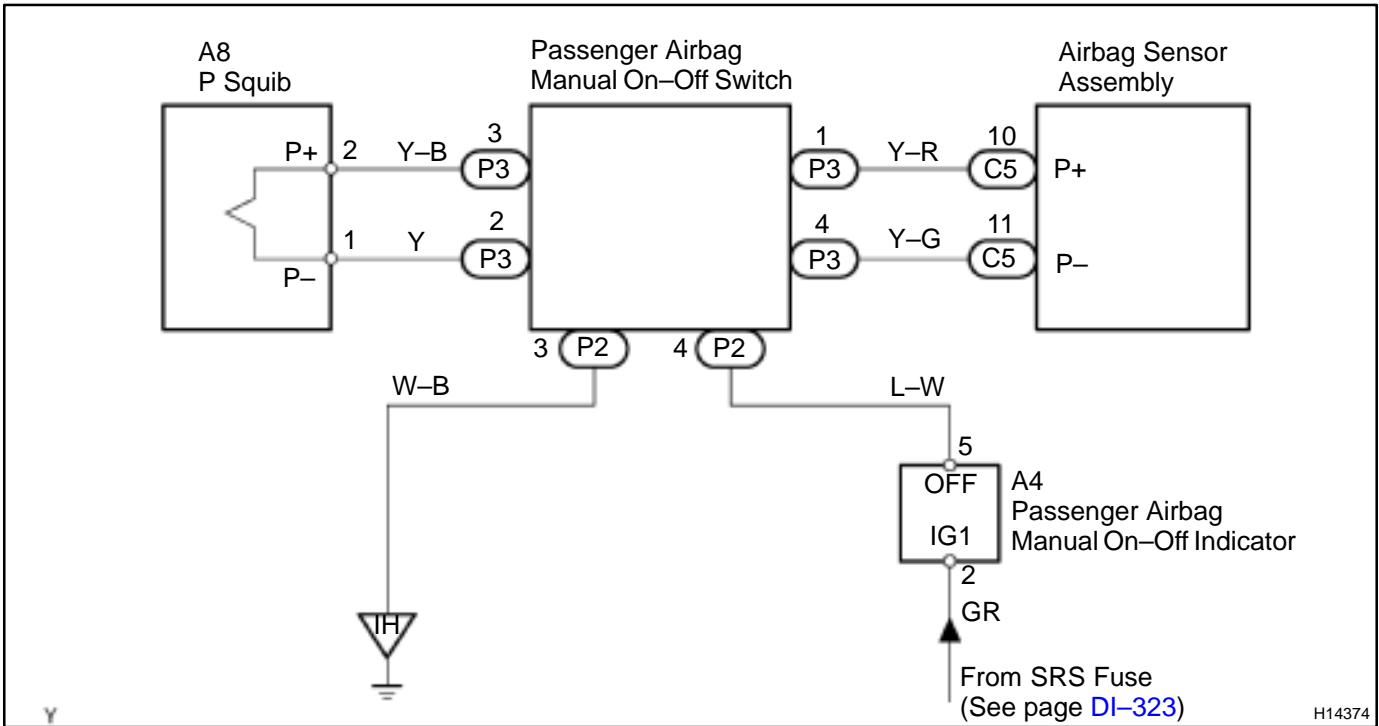 A8
P Squib
Passenger Airbag
Manual On–Off Switch
Airbag Sensor
Assembly
P+
2
Y–B
3
P3
1
P3
Y–R
10
C5
P+
1
Y
2
P3
4
P3
Y–G
11
C5
P–
P–
3
P2
4
P2
W–B
L–W
5
OFF
IG1
2
A4
Passenger Airbag
Manual On–Off Indicator
GR
IH
From SRS Fuse
(See page DI–323)
Y
H14374